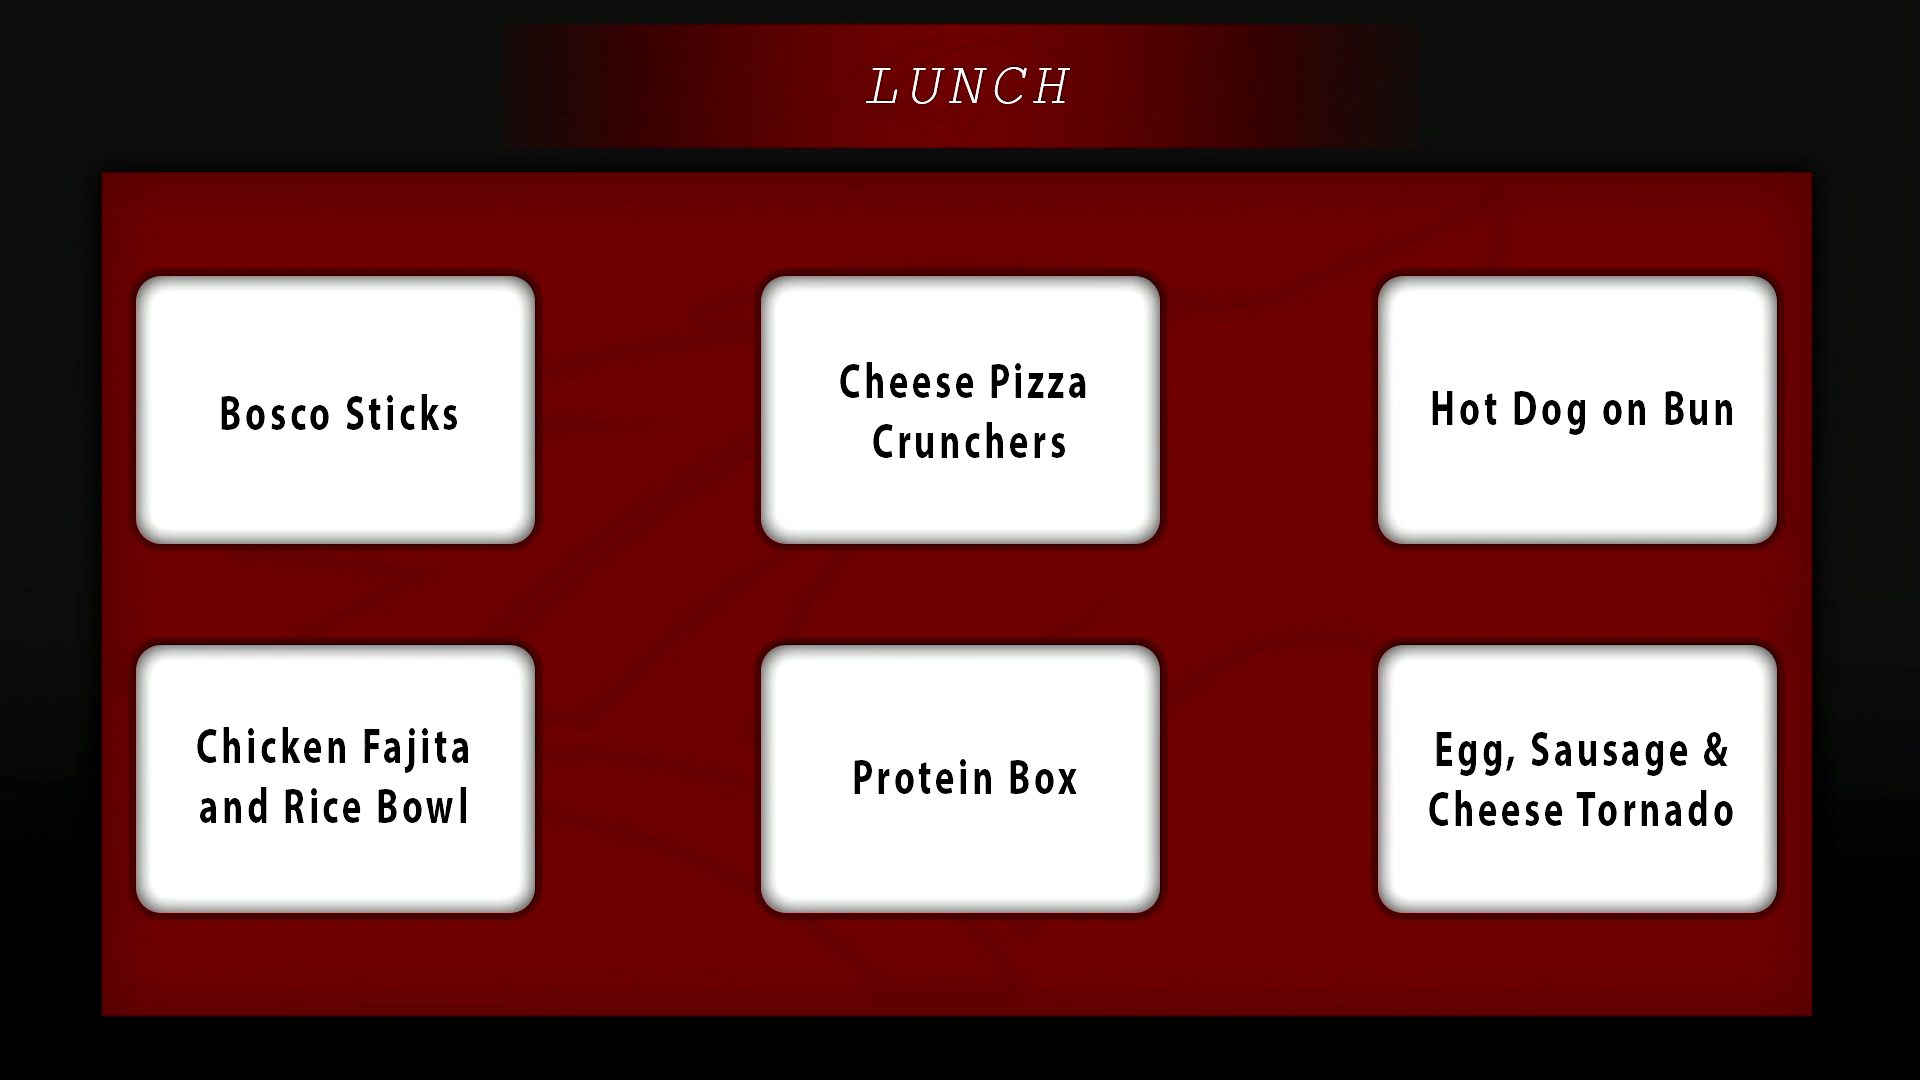 LUNCH
Bosco Sticks
Cheese Pizza
Crunchers
Hot Dog on Bun
Chicken Fajita
and Rice Bowl
Protein Box
Egg, Sausage &
Cheese Tornado